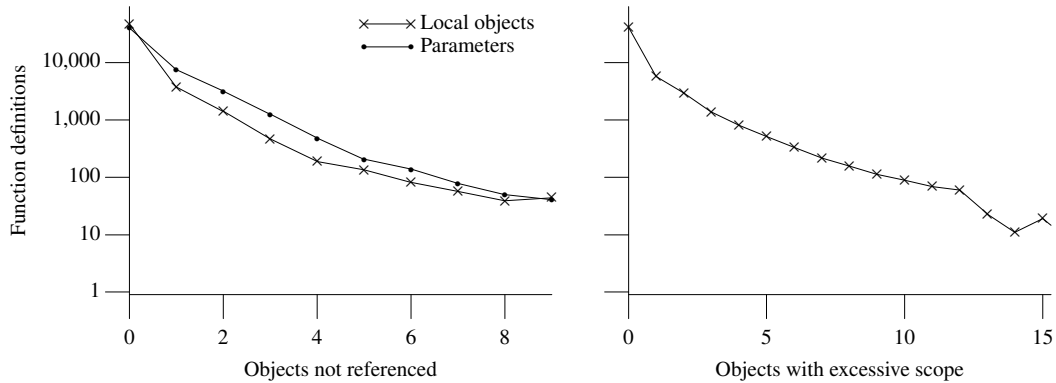 Local objects
Parameters
Function definitions
10,000
1,000
100
10
1
0 2 4 6 8
Objects not referenced
0 5 10 15
Objects with excessive scope